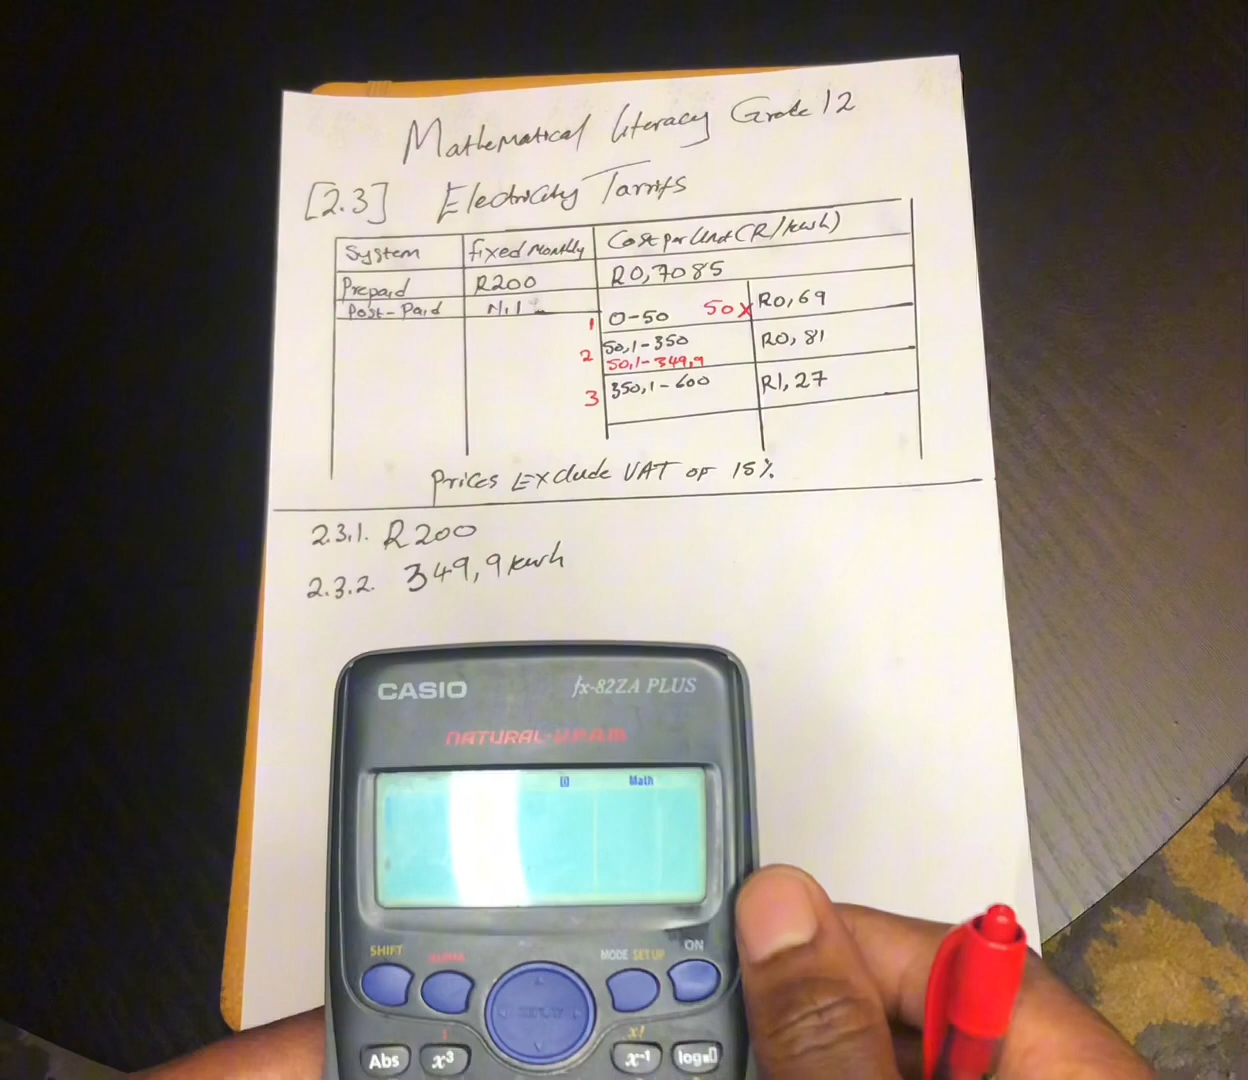 Mathematical Literacy Grade 12
[2.3] Electricity Tarrifs
System fixed Monthly Cost per Unit (R/kwh)
Prepaid R200 R0,7085
Post-Paid Nil
1 0-50 50x R0,69
2 50,1-350 R0,81
50,1-349,9
3 350,1-600 R1,27
Prices Exclude VAT of 15%
2.3.1. R200
2.3.2. 349,9 kwh
CASIO fx-82ZA PLUS
NATURAL-V.P.A.M.
Math
SHIFT ALPHA MODE SETUP ON
REPLAY
x!
Abs x³ x⁻¹ log